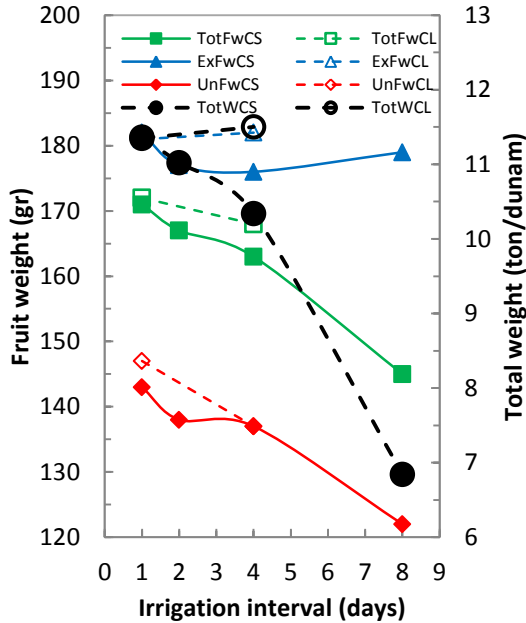 200
190
180
170
160
150
140
130
120
Fruit weight (gr)
TotFwCS
TotFwCL
ExFwCS
ExFwCL
UnFwCS
UnFwCL
TotWCS
TotWCL
13
12
11
10
9
8
7
6
Total weight (ton/dunam)
0 1 2 3 4 5 6 7 8 9
Irrigation interval (days)